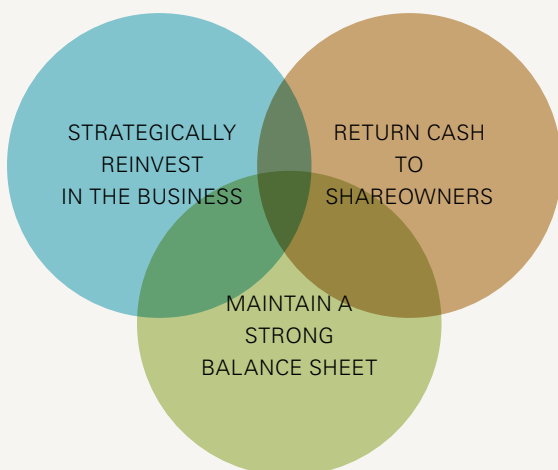 STRATEGICALLY
REINVEST
IN THE BUSINESS
RETURN CASH
TO
SHAREOWNERS
MAINTAIN A
STRONG
BALANCE SHEET